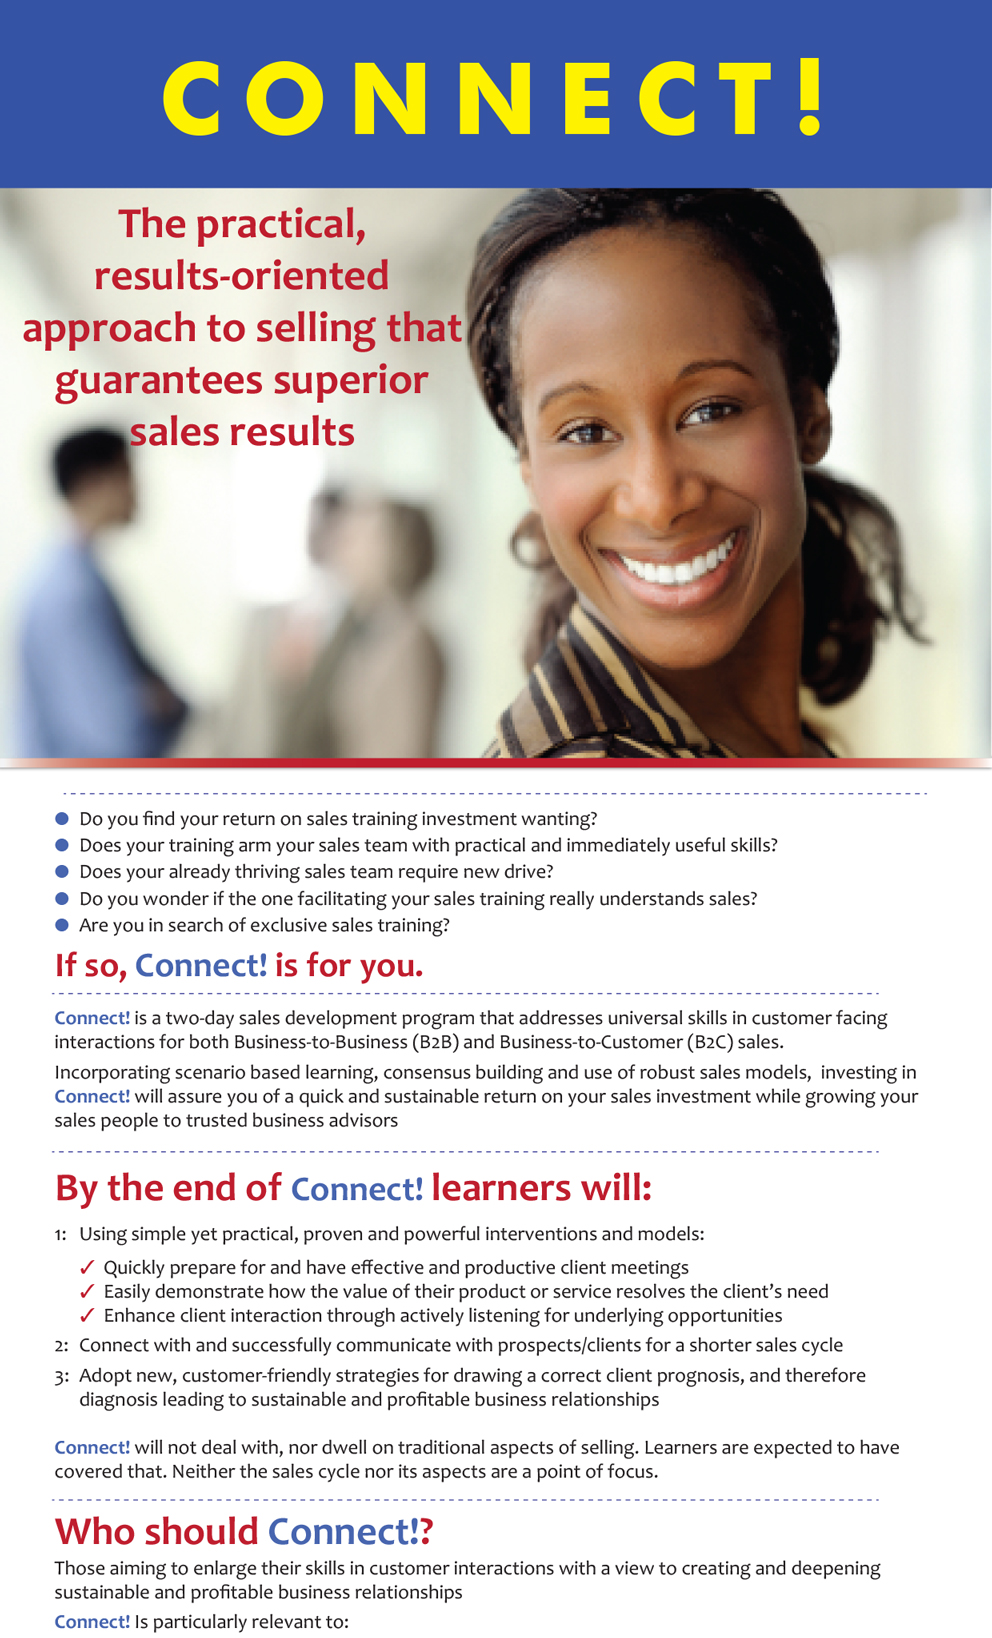 CONNECT!
The practical,
results-oriented
approach to selling that
guarantees superior
sales results
● Do you find your return on sales training investment wanting?
● Does your training arm your sales team with practical and immediately useful skills?
● Does your already thriving sales team require new drive?
● Do you wonder if the one facilitating your sales training really understands sales?
● Are you in search of exclusive sales training?
If so, Connect! is for you.
Connect! is a two-day sales development program that addresses universal skills in customer facing
interactions for both Business-to-Business (B2B) and Business-to-Customer (B2C) sales.
Incorporating scenario based learning, consensus building and use of robust sales models, investing in
Connect! will assure you of a quick and sustainable return on your sales investment while growing your
sales people to trusted business advisors
By the end of Connect! learners will:
1: Using simple yet practical, proven and powerful interventions and models:
✓ Quickly prepare for and have effective and productive client meetings
✓ Easily demonstrate how the value of their product or service resolves the client's need
✓ Enhance client interaction through actively listening for underlying opportunities
2: Connect with and successfully communicate with prospects/clients for a shorter sales cycle
3: Adopt new, customer-friendly strategies for drawing a correct client prognosis, and therefore
diagnosis leading to sustainable and profitable business relationships
Connect! will not deal with, nor dwell on traditional aspects of selling. Learners are expected to have
covered that. Neither the sales cycle nor its aspects are a point of focus.
Who should Connect!?
Those aiming to enlarge their skills in customer interactions with a view to creating and deepening
sustainable and profitable business relationships
Connect! Is particularly relevant to: